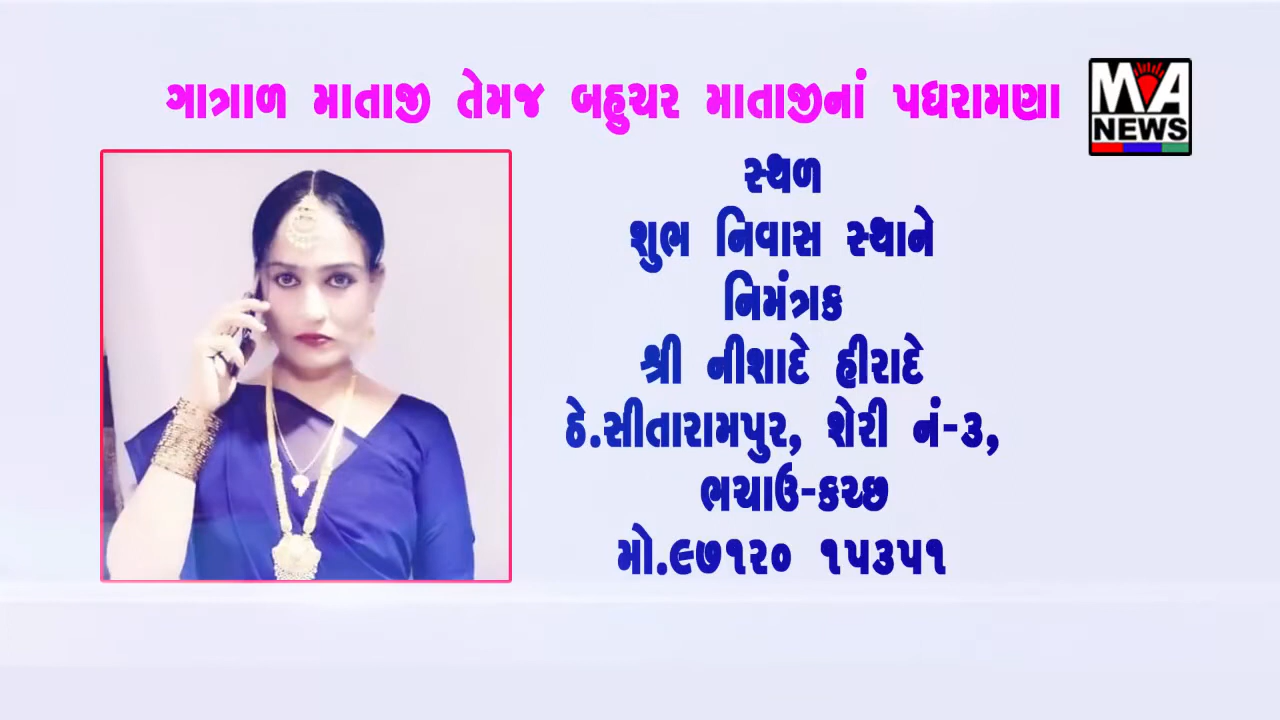 ગાત્રાળ માતાજી તેમજ બહુચર માતાજીનાં પધરામણા
MA NEWS
સ્થળ
શુભ નિવાસ સ્થાને
નિમંત્રક
શ્રી નીશાદે હીરાદે
ઠે.સીતારામપુર, શેરી નં-૩,
ભચાઉ-કચ્છ
મો.૯૭૧૨૦ ૧૫૩૫૧